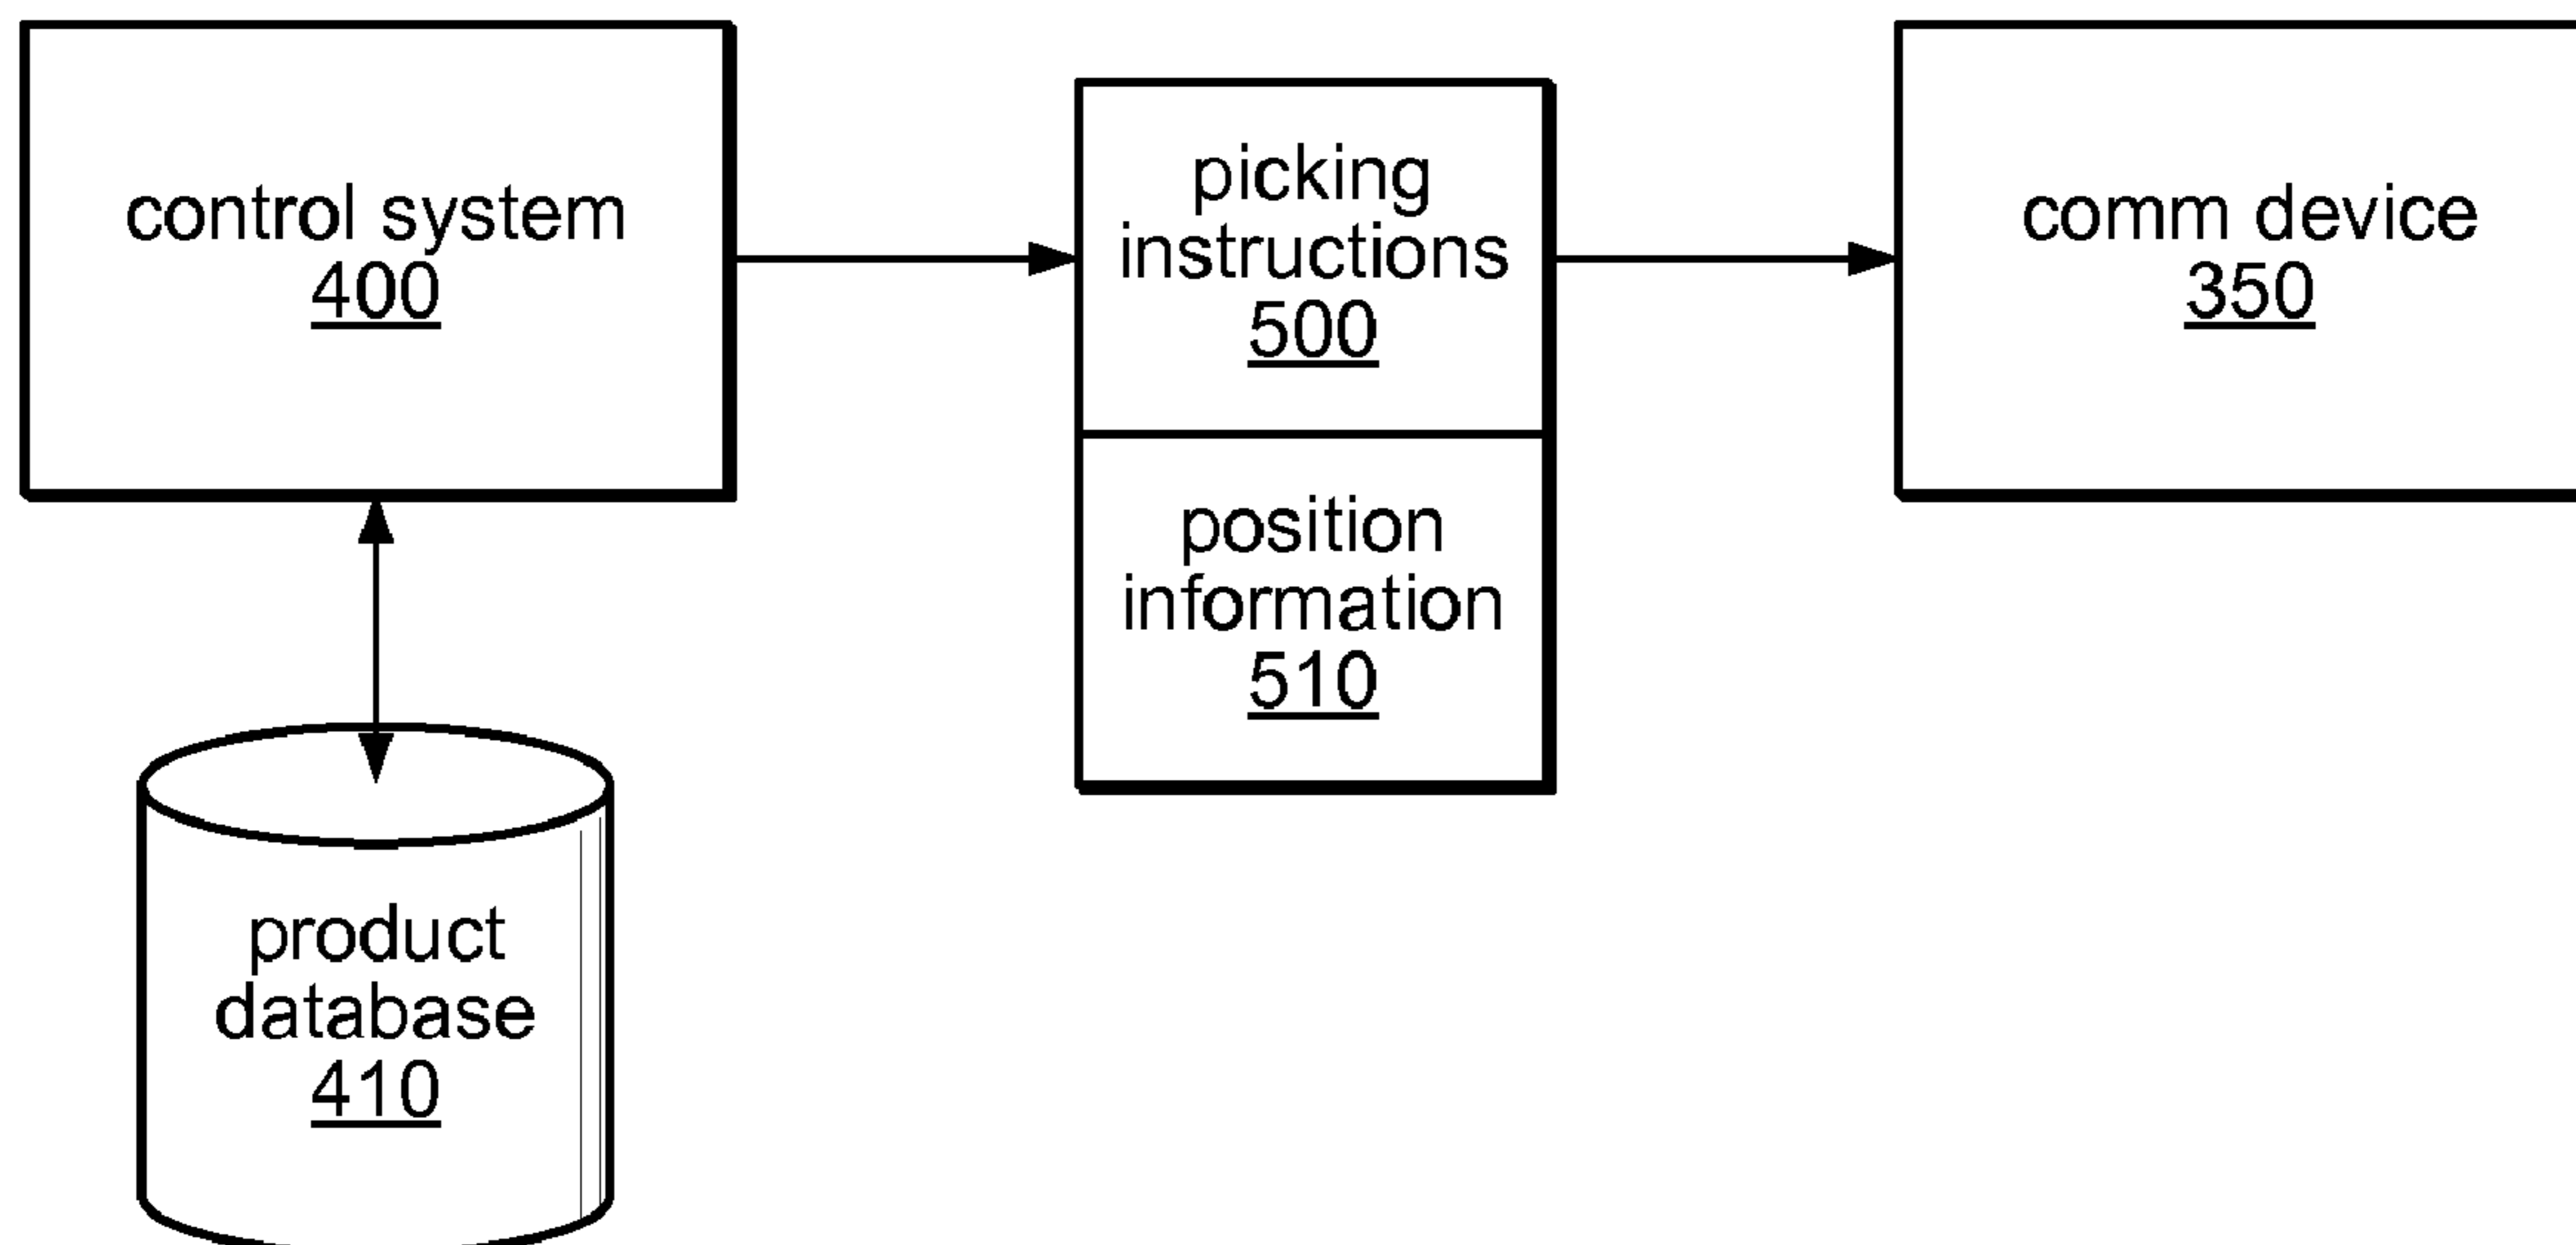 control system
400
picking
instructions
500
position
information
510
comm device
350
product
database
410